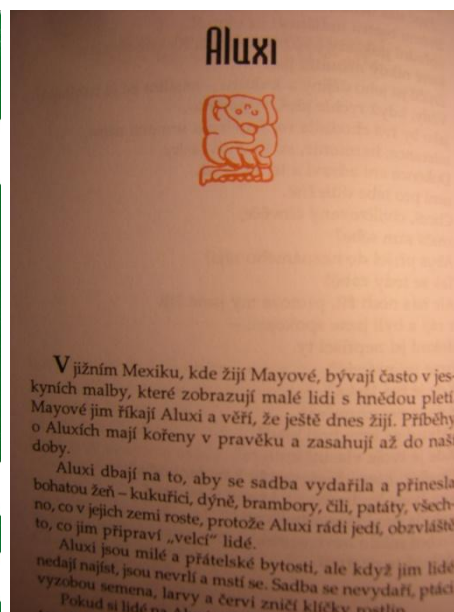 Aluxi
V jižním Mexiku, kde žijí Mayové, bývají často v jes-
kyních malby, které zobrazují malé lidi s hnědou pletí.
Mayové jim říkají Aluxi a věří, že ještě dnes žijí. Příběhy
o Aluxích mají kořeny v pravěku a zasahují až do naší
doby.
Aluxi dbají na to, aby se sadba vydařila a přinesla
bohatou žeň – kukuřici, dýně, brambory, čili, patáty, všech-
no, co v jejich zemi roste, protože Aluxi rádi jedí, obzvláště
to, co jim připraví „velcí“ lidé.
Aluxi jsou milé a přátelské bytosti, ale když jim lidé
nedají najíst, jsou nevrlí a mstí se. Sadba se nevydaří, ptáci
vyzobou semena, larvy a červi zničí klíčky
Pokud si lidé